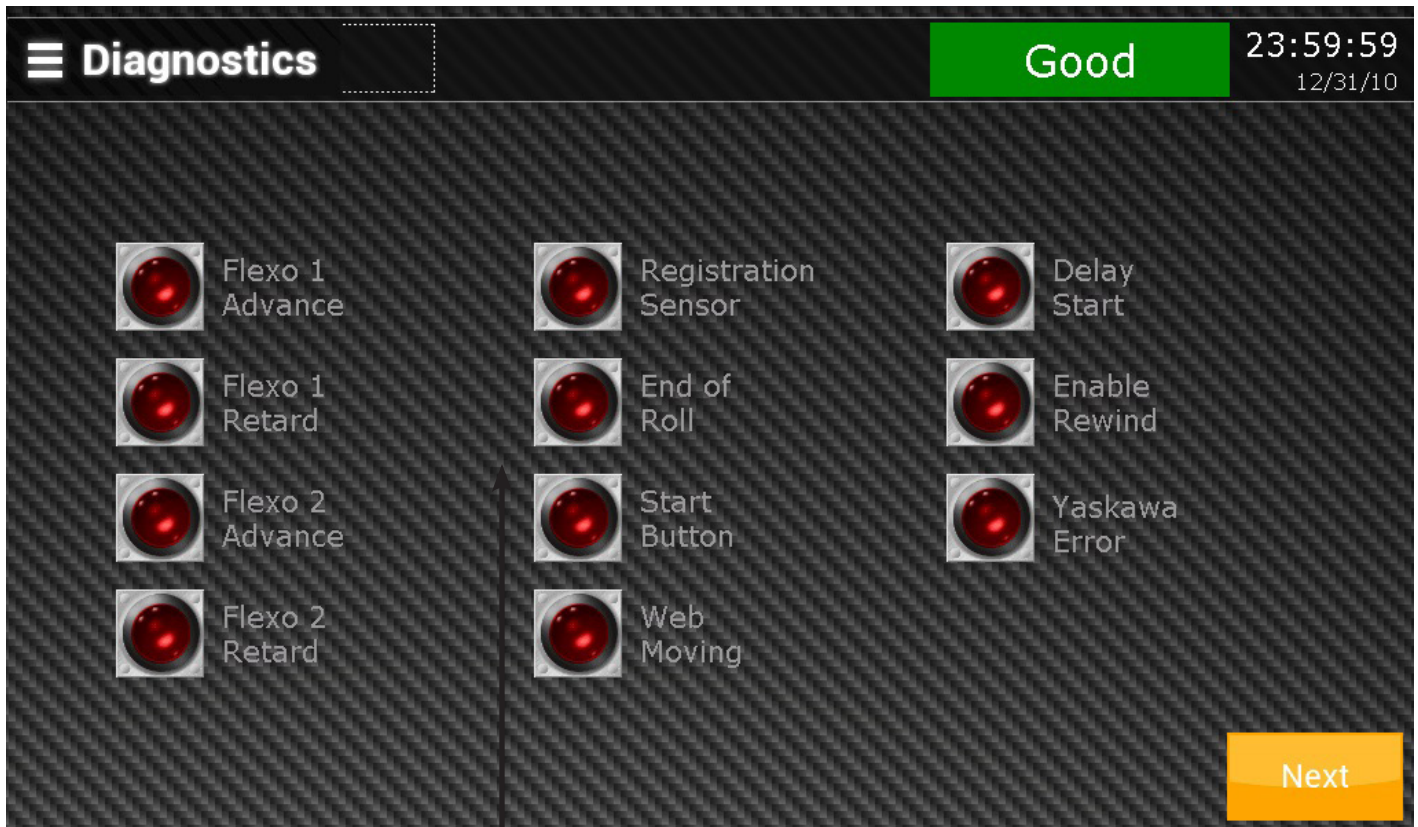 Diagnostics
Good
23:59:59
12/31/10
Flexo 1
Advance
Flexo 1
Retard
Flexo 2
Advance
Flexo 2
Retard
Registration
Sensor
End of
Roll
Start
Button
Web
Moving
Delay
Start
Enable
Rewind
Yaskawa
Error
Next